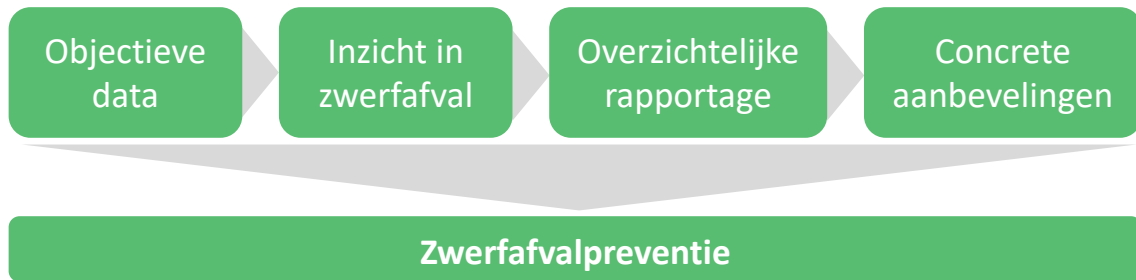 Objectieve
data
Inzicht in
zwerfafval
Overzichtelijke
rapportage
Concrete
aanbevelingen
Zwerfafvalpreventie